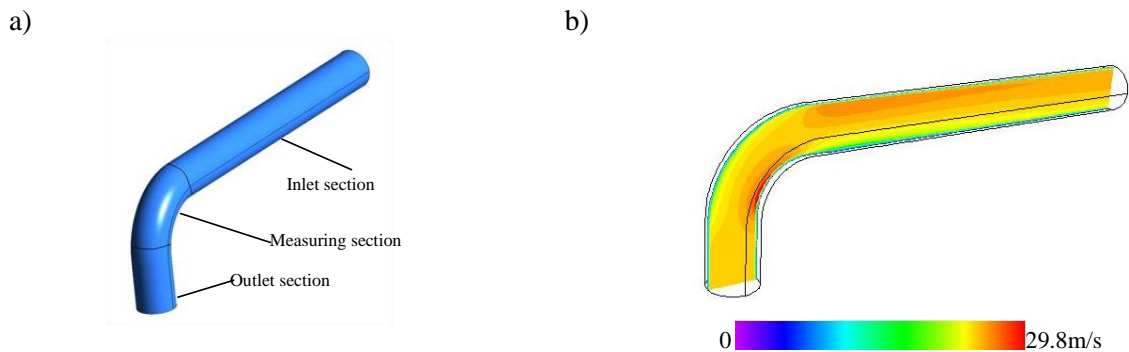 a)
b)
Inlet section
Measuring section
Outlet section
0
29.8m/s